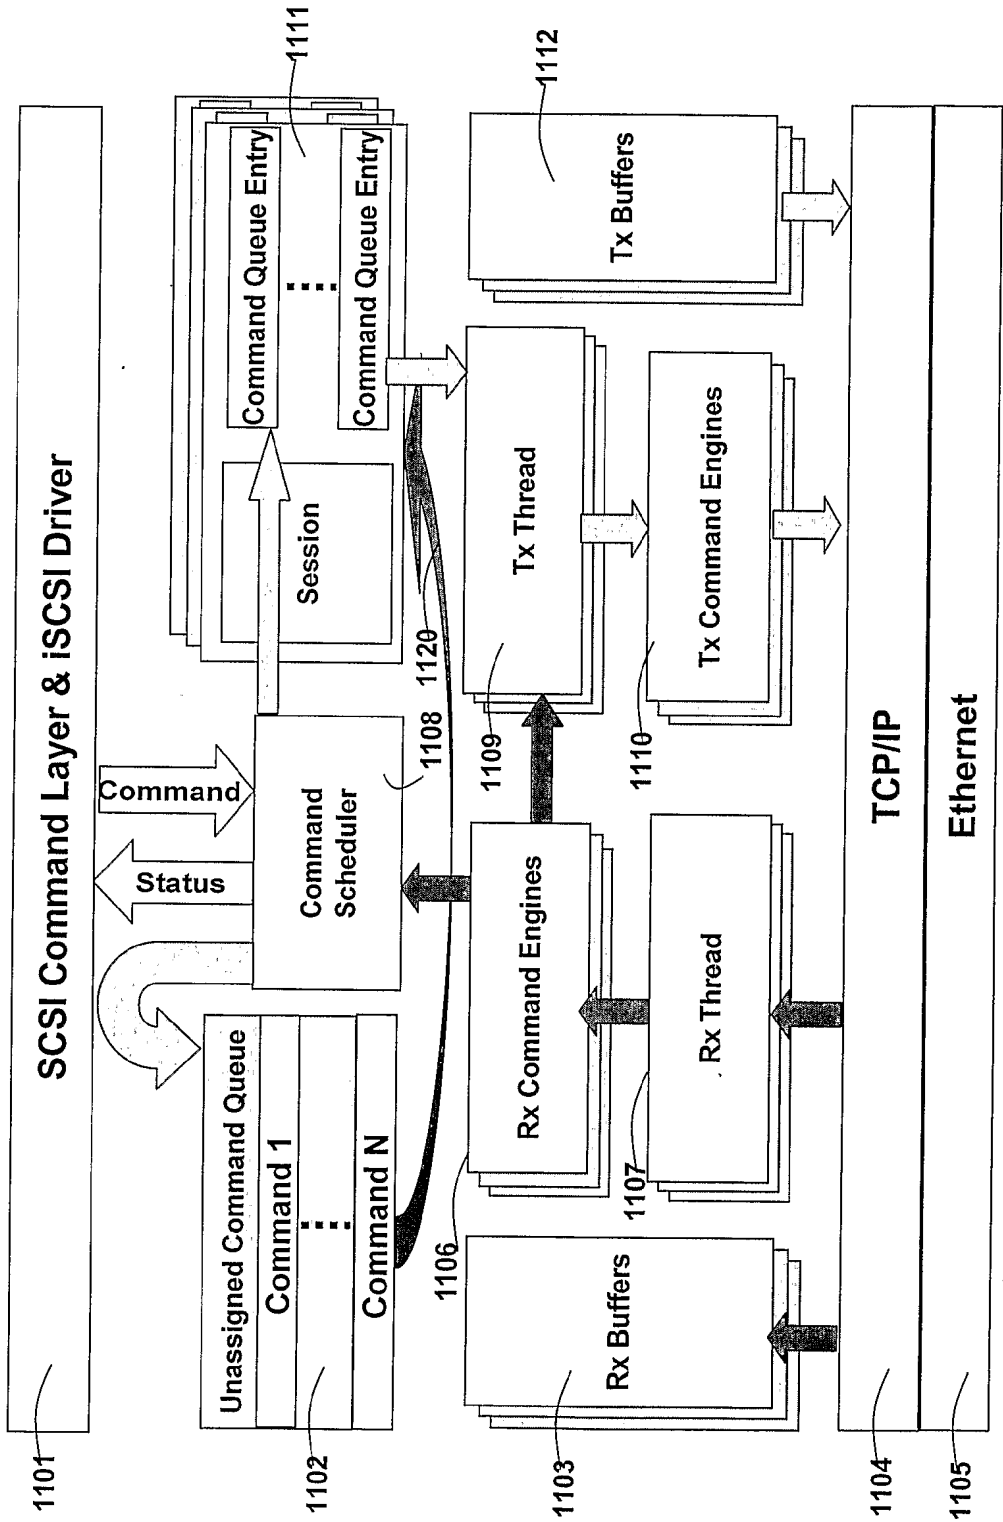 SCSI Command Layer & iSCSI Driver
1101
Unassigned Command Queue
Command 1
Command N
1102
Status
Command
Command
Scheduler
1108
Session
Command Queue Entry
Command Queue Entry
1111
1120
Rx Buffers
1103
Rx Command Engines
1106
Rx Thread
1107
Tx Thread
1109
Tx Command Engines
1110
Tx Buffers
1112
TCP/IP
1104
Ethernet
1105